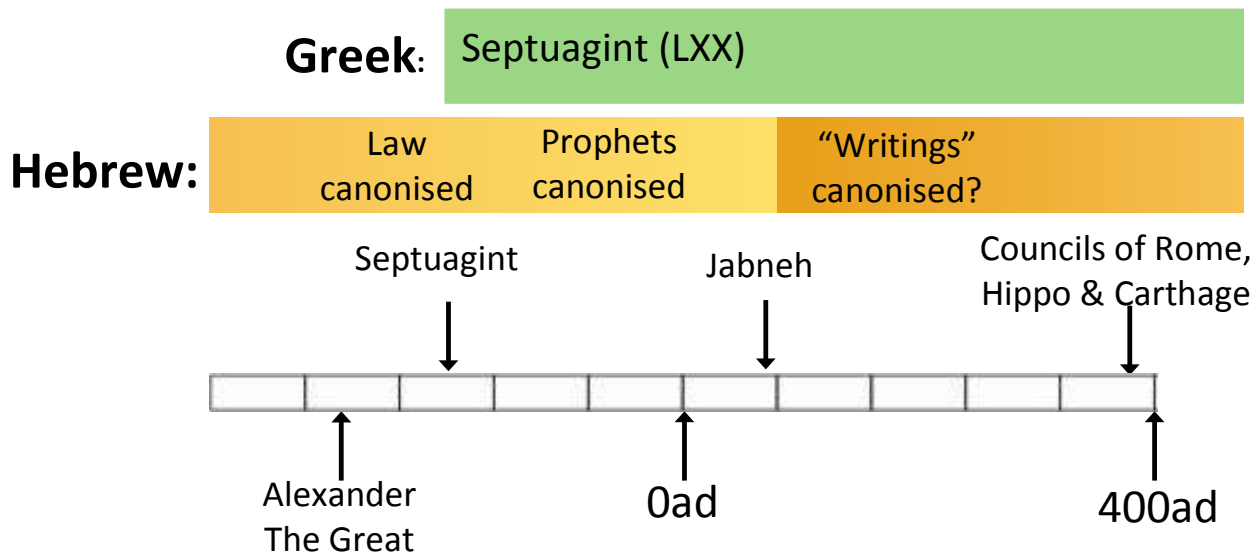 Greek:
Septuagint (LXX)
Hebrew:
Law
canonised
Prophets
canonised
“Writings”
canonised?
Septuagint
Jabneh
Councils of Rome,
Hippo & Carthage
Alexander
The Great
0ad
400ad